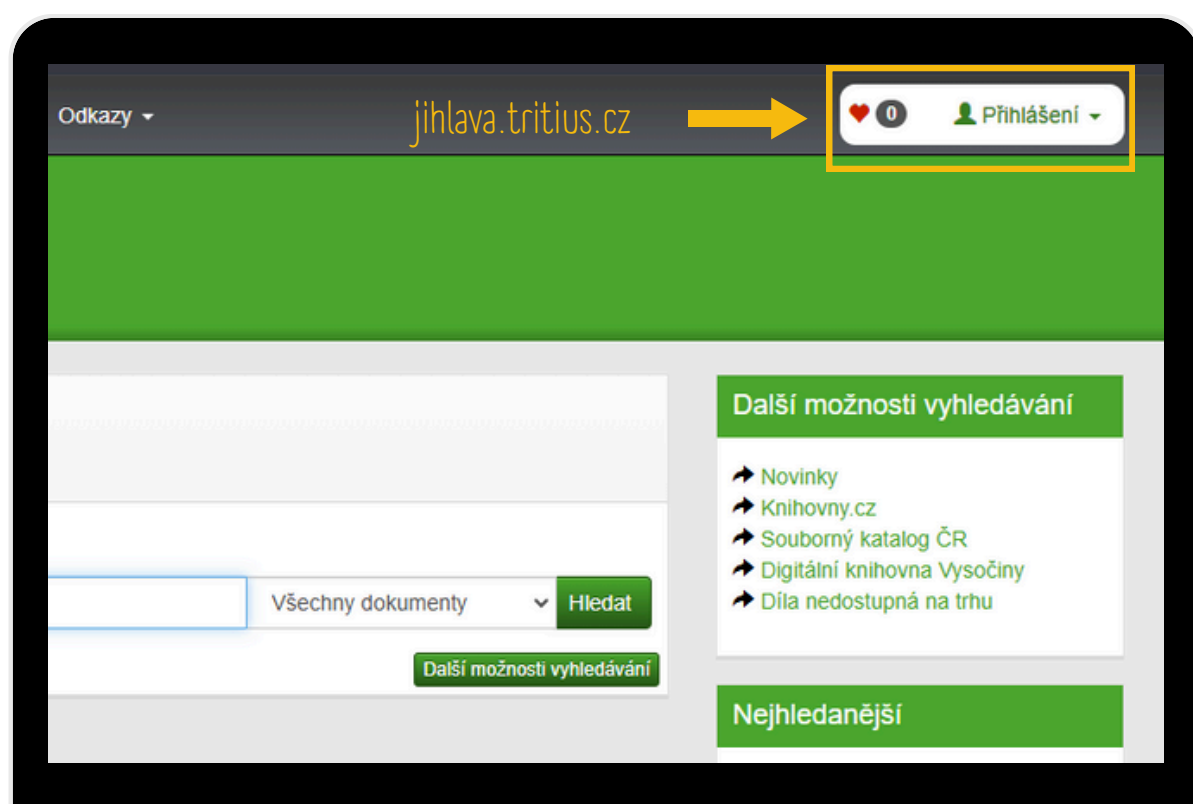 Odkazy
jihlava.tritius.cz
0 Přihlášení
Další možnosti vyhledávání
Novinky
Knihovny.cz
Souborný katalog ČR
Digitální knihovna Vysočiny
Díla nedostupná na trhu
Všechny dokumenty Hledat
Další možnosti vyhledávání
Nejhledanější